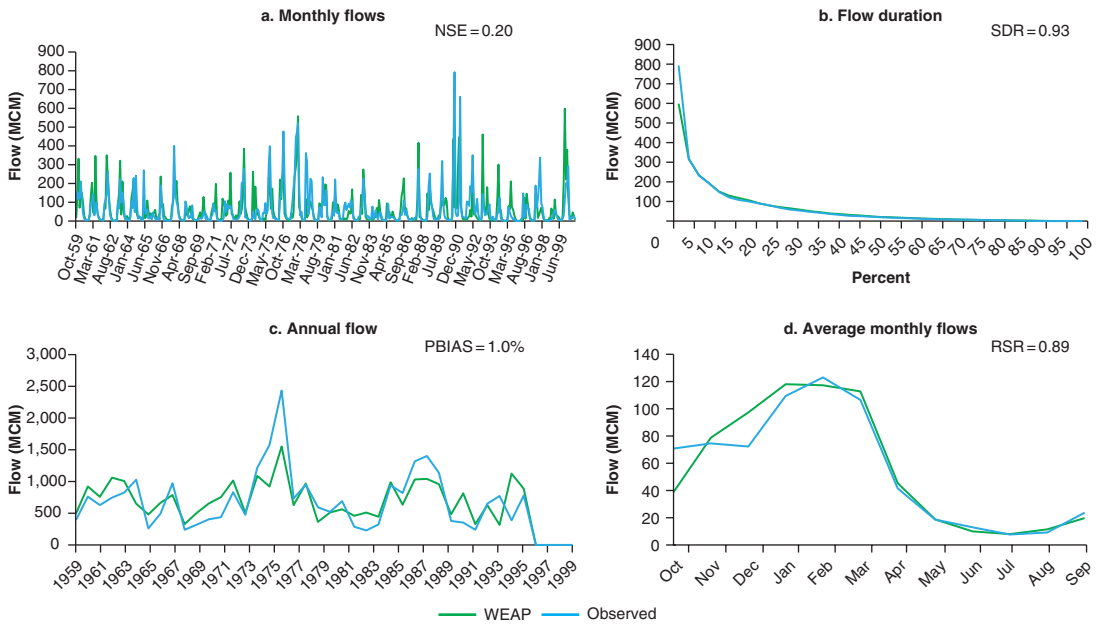 a. Monthly flows
NSE = 0.20
Flow (MCM)
900
800
700
600
500
400
300
200
100
0
Oct-59
Mar-61
Aug-62
Jan-64
Jun-65
Nov-66
Apr-68
Sep-69
Feb-71
Jul-72
Dec-73
May-75
Oct-76
Mar-78
Aug-79
Jan-81
Jun-82
Nov-83
Apr-85
Sep-86
Feb-88
Jul-89
Dec-90
May-92
Oct-93
Mar-95
Aug-96
Jan-98
Jun-99
b. Flow duration
SDR = 0.93
Flow (MCM)
900
800
700
600
500
400
300
200
100
0
5
10
15
20
25
30
35
40
45
50
55
60
65
70
75
80
85
90
95
100
Percent
c. Annual flow
PBIAS = 1.0%
Flow (MCM)
3,000
2,500
2,000
1,500
1,000
500
0
1959
1961
1963
1965
1967
1969
1971
1973
1975
1977
1979
1981
1983
1985
1987
1989
1991
1993
1995
1997
1999
d. Average monthly flows
RSR = 0.89
Flow (MCM)
140
120
100
80
60
40
20
0
Oct
Nov
Dec
Jan
Feb
Mar
Apr
May
Jun
Jul
Aug
Sep
WEAP
Observed